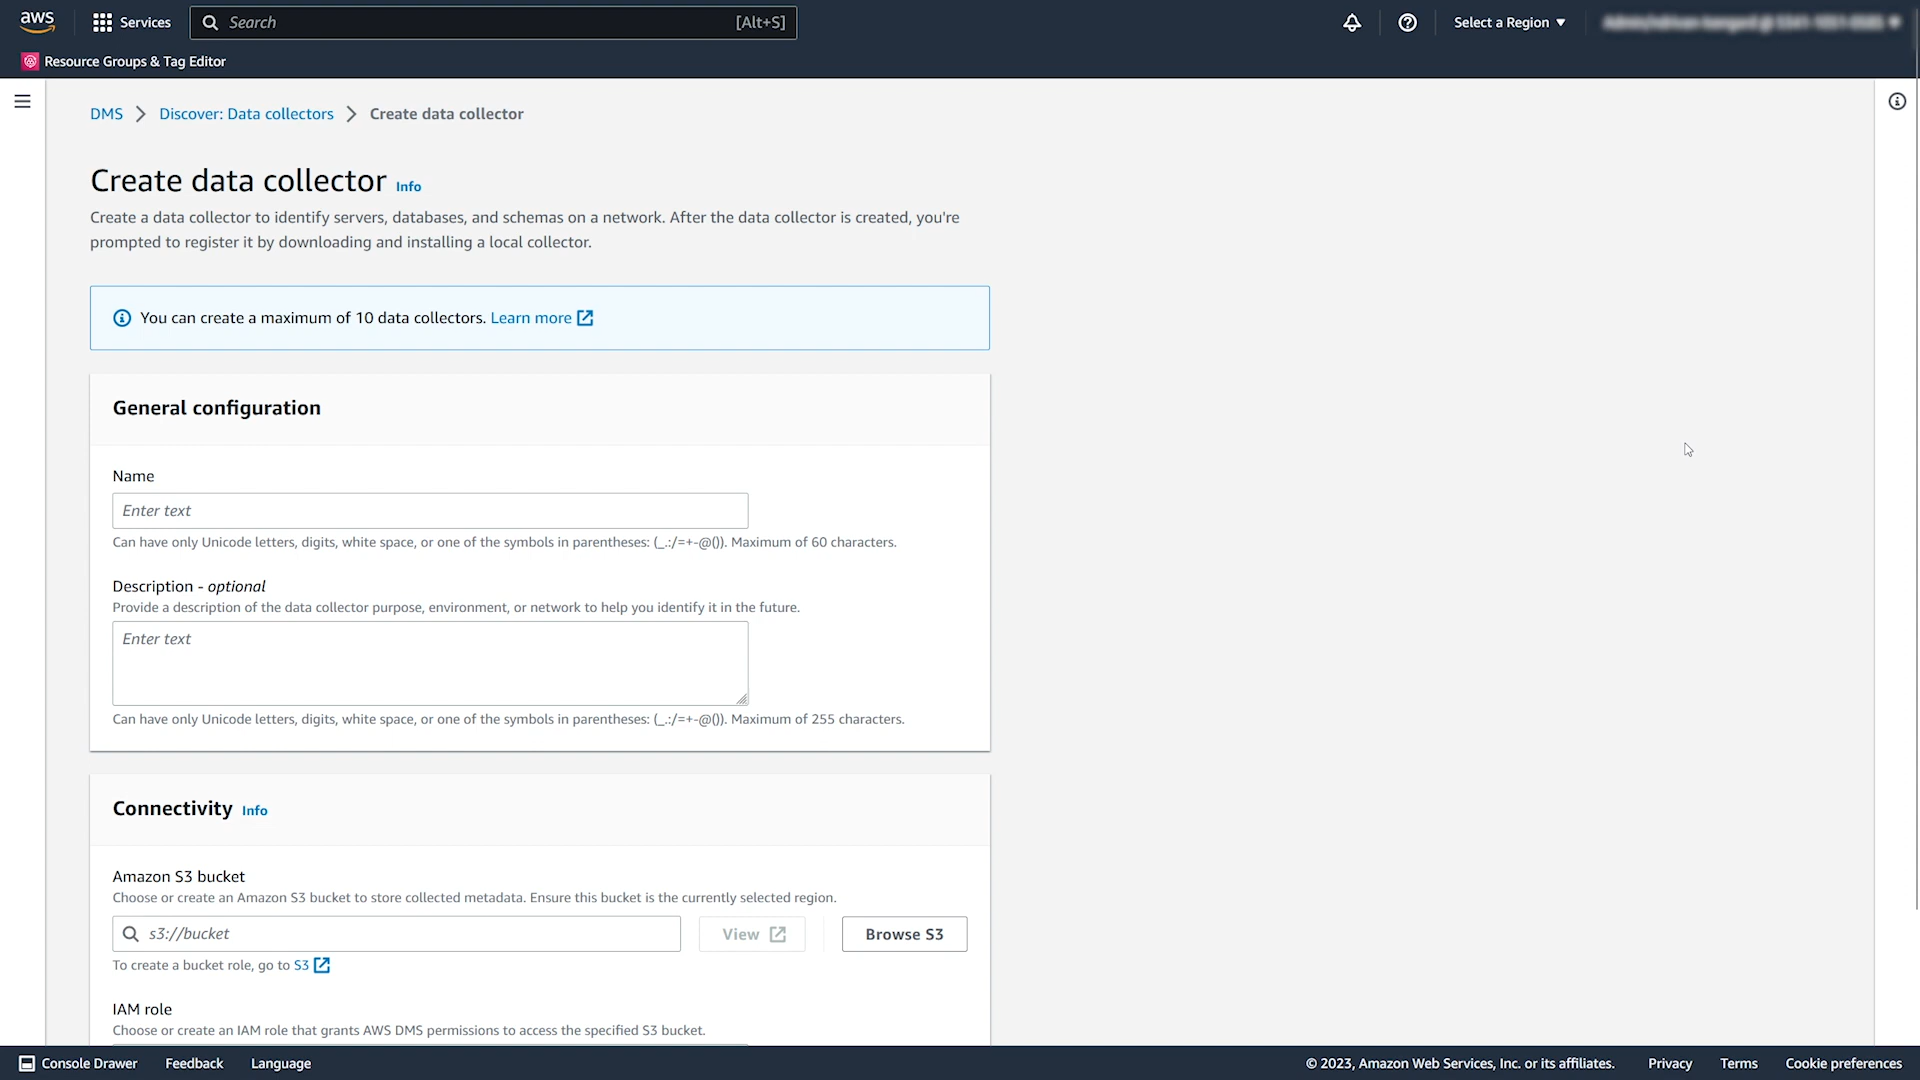 aws
Services
Search
[Alt+S]
Select a Region
Resource Groups & Tag Editor
DMS
Discover: Data collectors
Create data collector
Create data collector
Info
Create a data collector to identify servers, databases, and schemas on a network. After the data collector is created, you're
prompted to register it by downloading and installing a local collector.
You can create a maximum of 10 data collectors. Learn more
General configuration
Name
Enter text
Can have only Unicode letters, digits, white space, or one of the symbols in parentheses: (_.:/=+-@()). Maximum of 60 characters.
Description - optional
Provide a description of the data collector purpose, environment, or network to help you identify it in the future.
Enter text
Can have only Unicode letters, digits, white space, or one of the symbols in parentheses: (_.:/=+-@()). Maximum of 255 characters.
Connectivity
Info
Amazon S3 bucket
Choose or create an Amazon S3 bucket to store collected metadata. Ensure this bucket is the currently selected region.
s3://bucket
View
Browse S3
To create a bucket role, go to S3
IAM role
Choose or create an IAM role that grants AWS DMS permissions to access the specified S3 bucket.
Console Drawer
Feedback
Language
© 2023, Amazon Web Services, Inc. or its affiliates.
Privacy
Terms
Cookie preferences